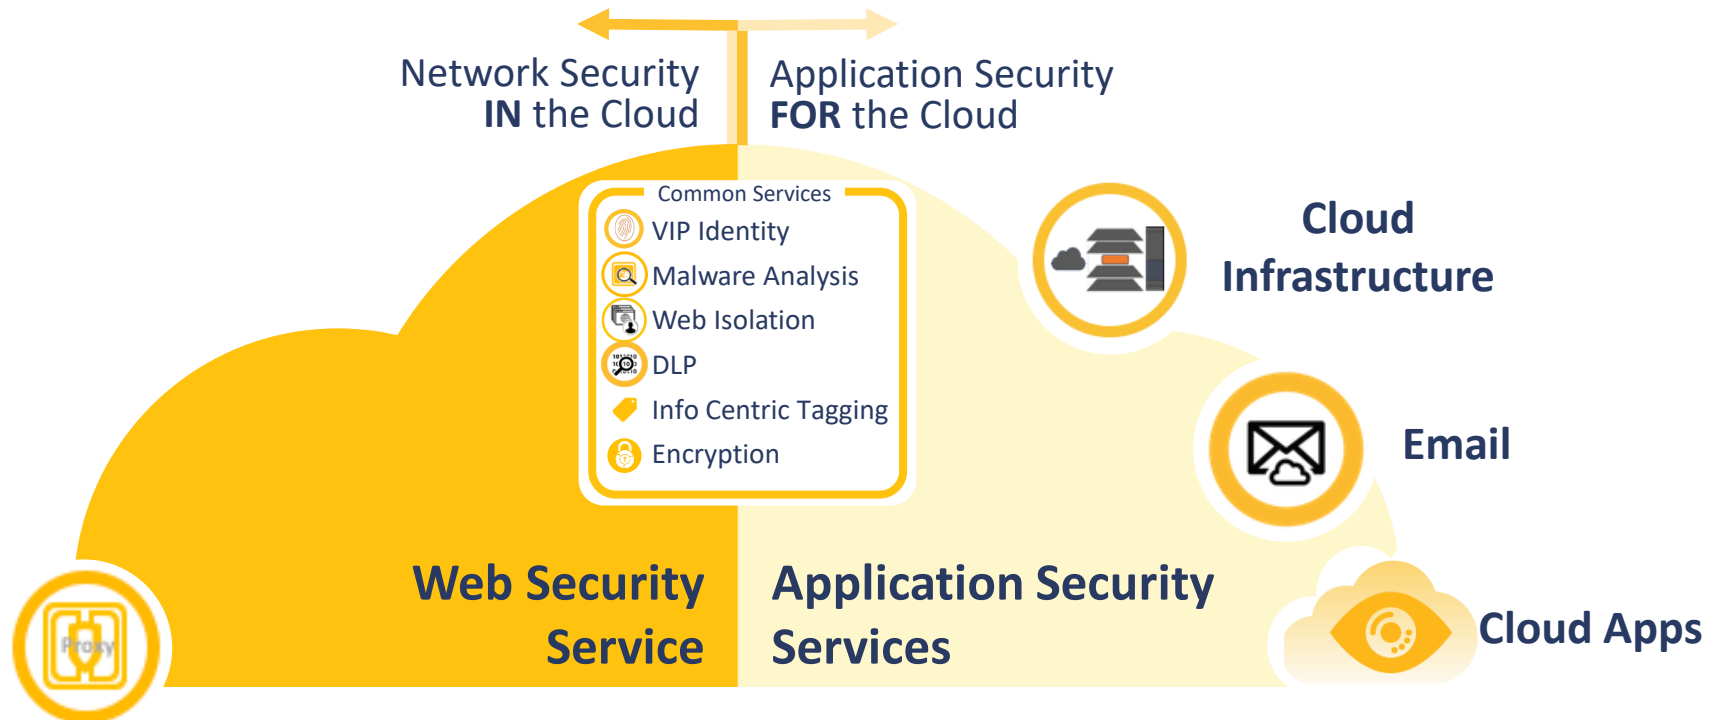 Network Security
IN the Cloud
Application Security
FOR the Cloud
Common Services
VIP Identity
Malware Analysis
Web Isolation
DLP
Info Centric Tagging
Encryption
Cloud
Infrastructure
Email
Cloud Apps
Web Security
Service
Application Security
Services
Proxy